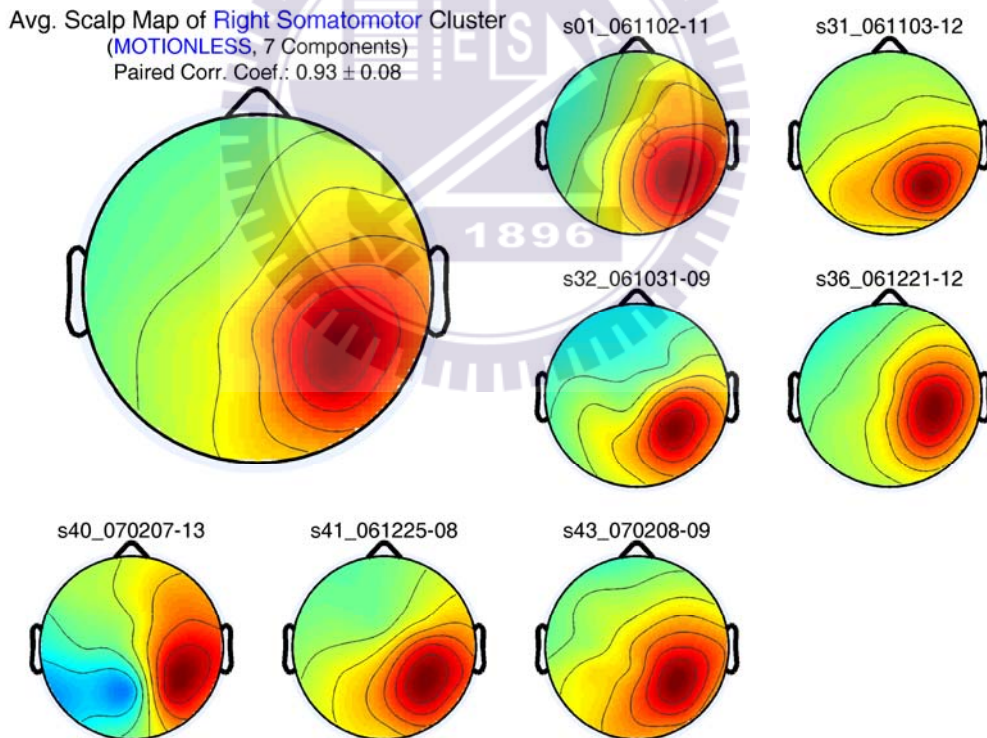 Avg. Scalp Map of Right Somatomotor Cluster
(MOTIONLESS, 7 Components)
Paired Corr. Coef.: 0.93 ± 0.08
s01_061102-11
s31_061103-12
ES
1896
s32_061031-09
s36_061221-12
s40_070207-13
s41_061225-08
s43_070208-09